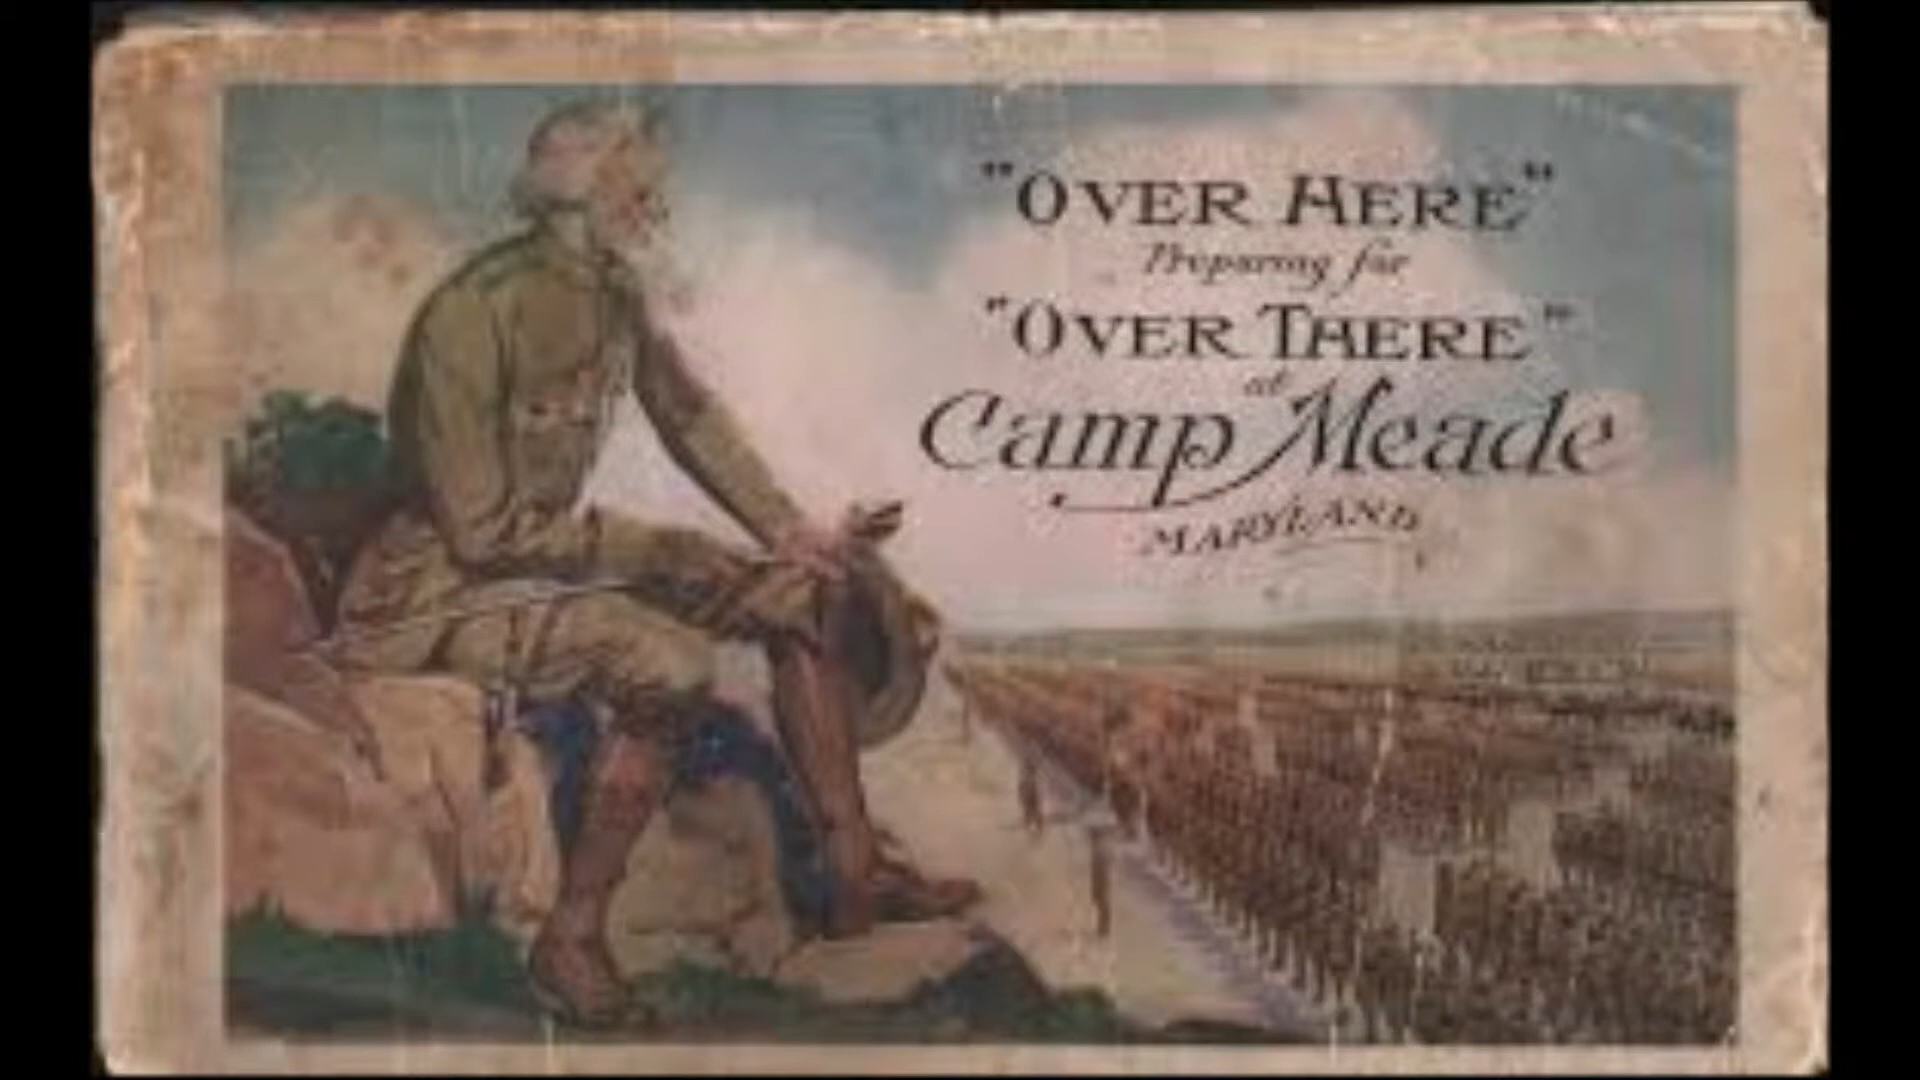 "OVER HERE"
Preparing for
"OVER THERE"
at
Camp Meade
MARYLAND